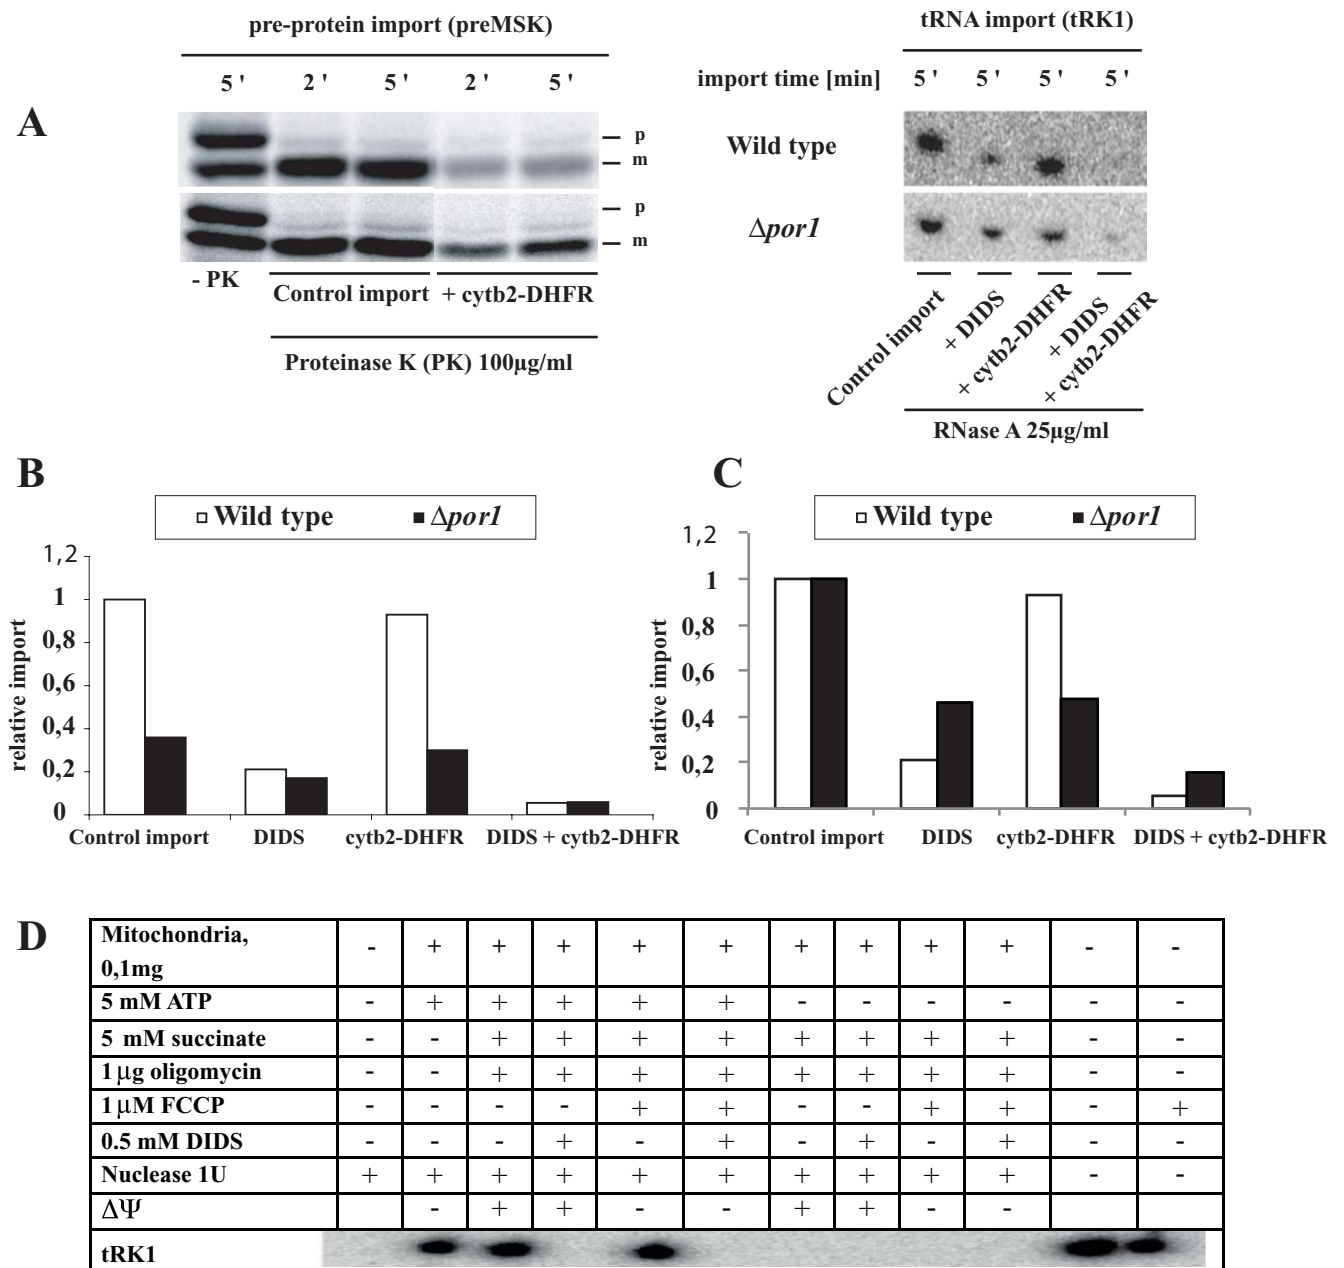 pre-protein import (preMSK)
5 ' 2 ' 5 ' 2 ' 5 '
A
p
m
p
m
- PK
Control import + cytb2-DHFR
Proteinase K (PK) 100µg/ml
tRNA import (tRK1)
import time [min] 5 ' 5 ' 5 ' 5 '
Wild type
Δpor1
Control import
+ DIDS
+ cytb2-DHFR
+ DIDS
+ cytb2-DHFR
RNase A 25µg/ml
B
Wild type Δpor1
relative import
1,2
1
0,8
0,6
0,4
0,2
0
Control import DIDS cytb2-DHFR DIDS + cytb2-DHFR
C
Wild type Δpor1
relative import
1,2
1
0,8
0,6
0,4
0,2
0
Control import DIDS cytb2-DHFR DIDS + cytb2-DHFR
D
Mitochondria, 
0,1mg - + + + + + + + + + - -
5 mM ATP - + + + + + - - - - - -
5 mM succinate - - + + + + + + + + - -
1 µg oligomycin - - + + + + + + + + - -
1 µM FCCP - - - - + + - - + + - +
0.5 mM DIDS - - - + - + - + - + - -
Nuclease 1U + + + + + + + + + + - -
ΔΨ - + + - - + + - -
tRK1